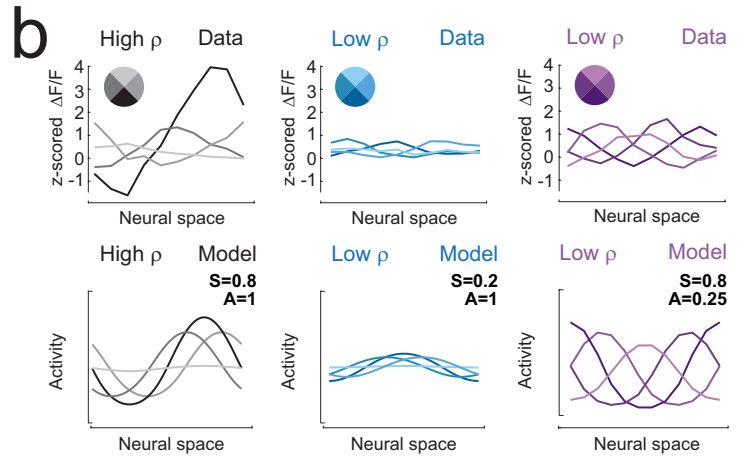 b
High ρ Data
Low ρ Data
Low ρ Data
z-scored ΔF/F
4
3
2
1
0
-1
Neural space
z-scored ΔF/F
4
3
2
1
0
-1
Neural space
z-scored ΔF/F
4
3
2
1
0
-1
Neural space
High ρ Model
S=0.8
A=1
Activity
Neural space
Low ρ Model
S=0.2
A=1
Activity
Neural space
Low ρ Model
S=0.8
A=0.25
Activity
Neural space